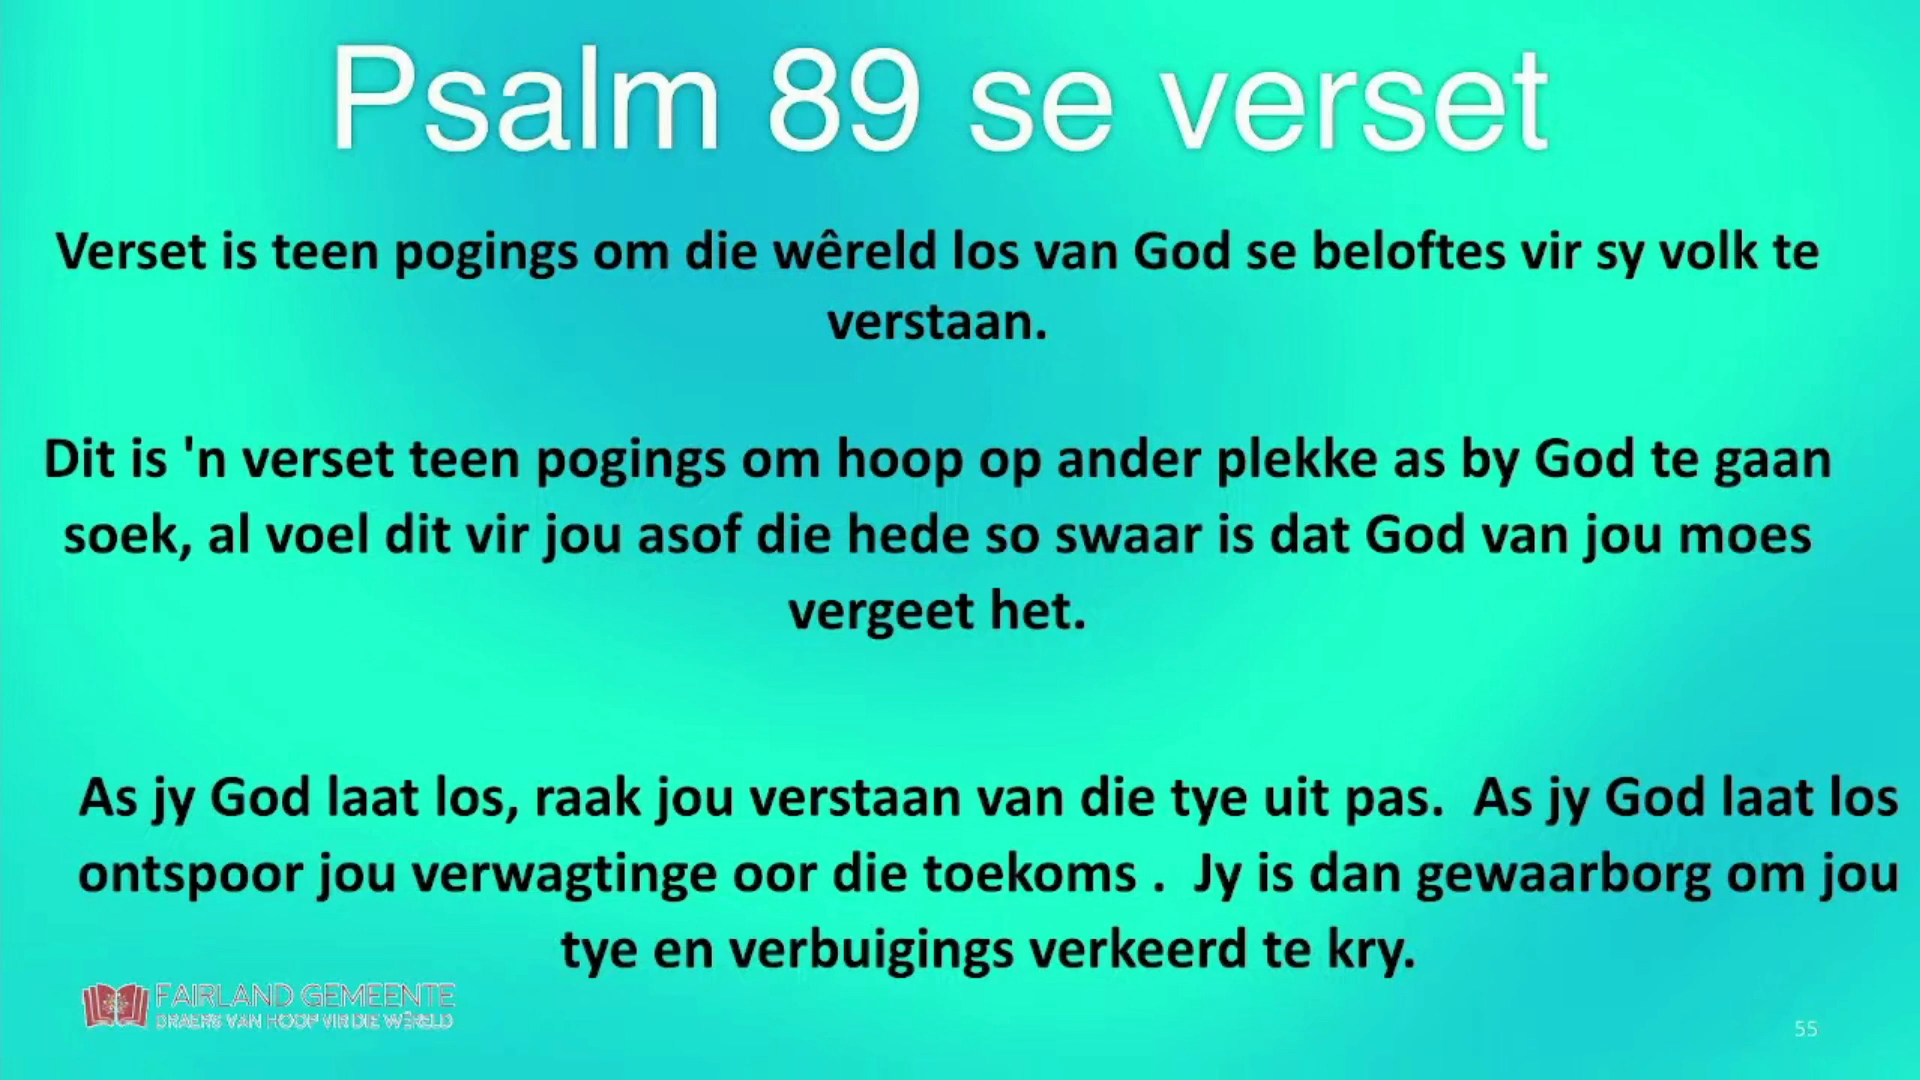 Psalm 89 se verset
Verset is teen pogings om die wêreld los van God se beloftes vir sy volk te
verstaan.
Dit is 'n verset teen pogings om hoop op ander plekke as by God te gaan
soek, al voel dit vir jou asof die hede so swaar is dat God van jou moes
vergeet het.
As jy God laat los, raak jou verstaan van die tye uit pas.  As jy God laat los
ontspoor jou verwagtinge oor die toekoms .  Jy is dan gewaarborg om jou
tye en verbuigings verkeerd te kry.
FAIRLAND GEMEENTE
DRAERS VAN HOOP VIR DIE WÊRELD
55